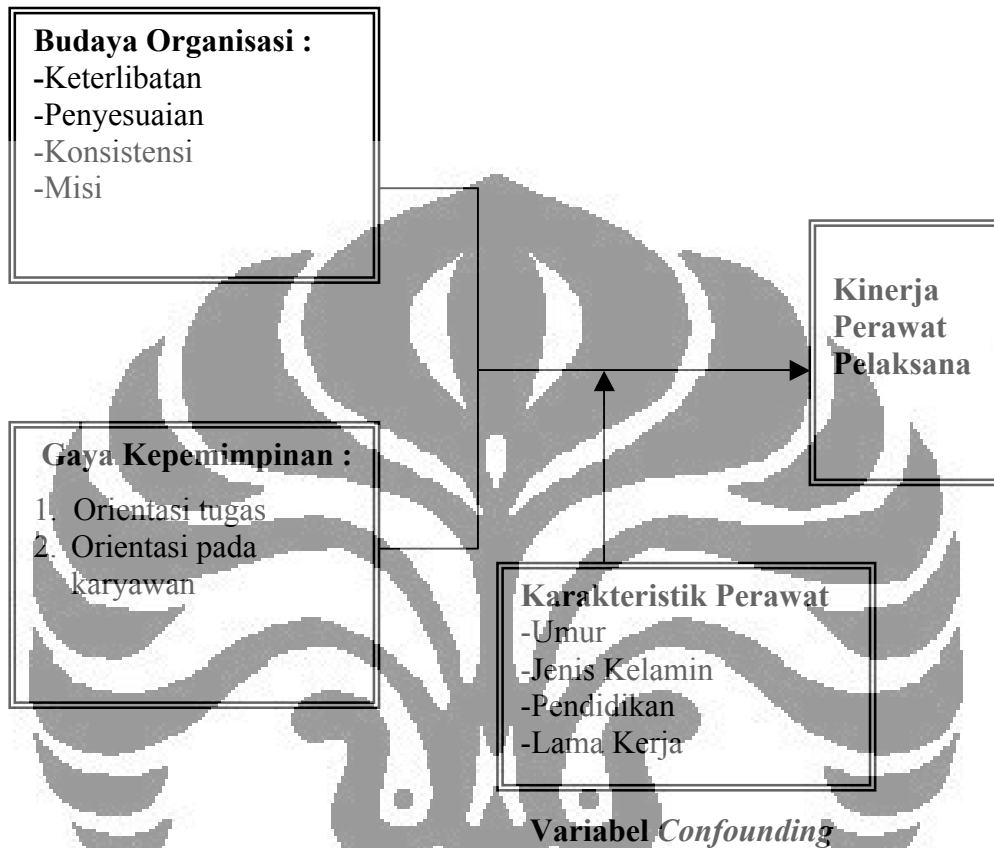 Budaya Organisasi :
-Keterlibatan
-Penyesuaian
-Konsistensi
-Misi
Kinerja
Perawat
Pelaksana
Gaya Kepemimpinan :
1. Orientasi tugas
2. Orientasi pada
karyawan
Karakteristik Perawat
-Umur
-Jenis Kelamin
-Pendidikan
-Lama Kerja
Variabel Confounding